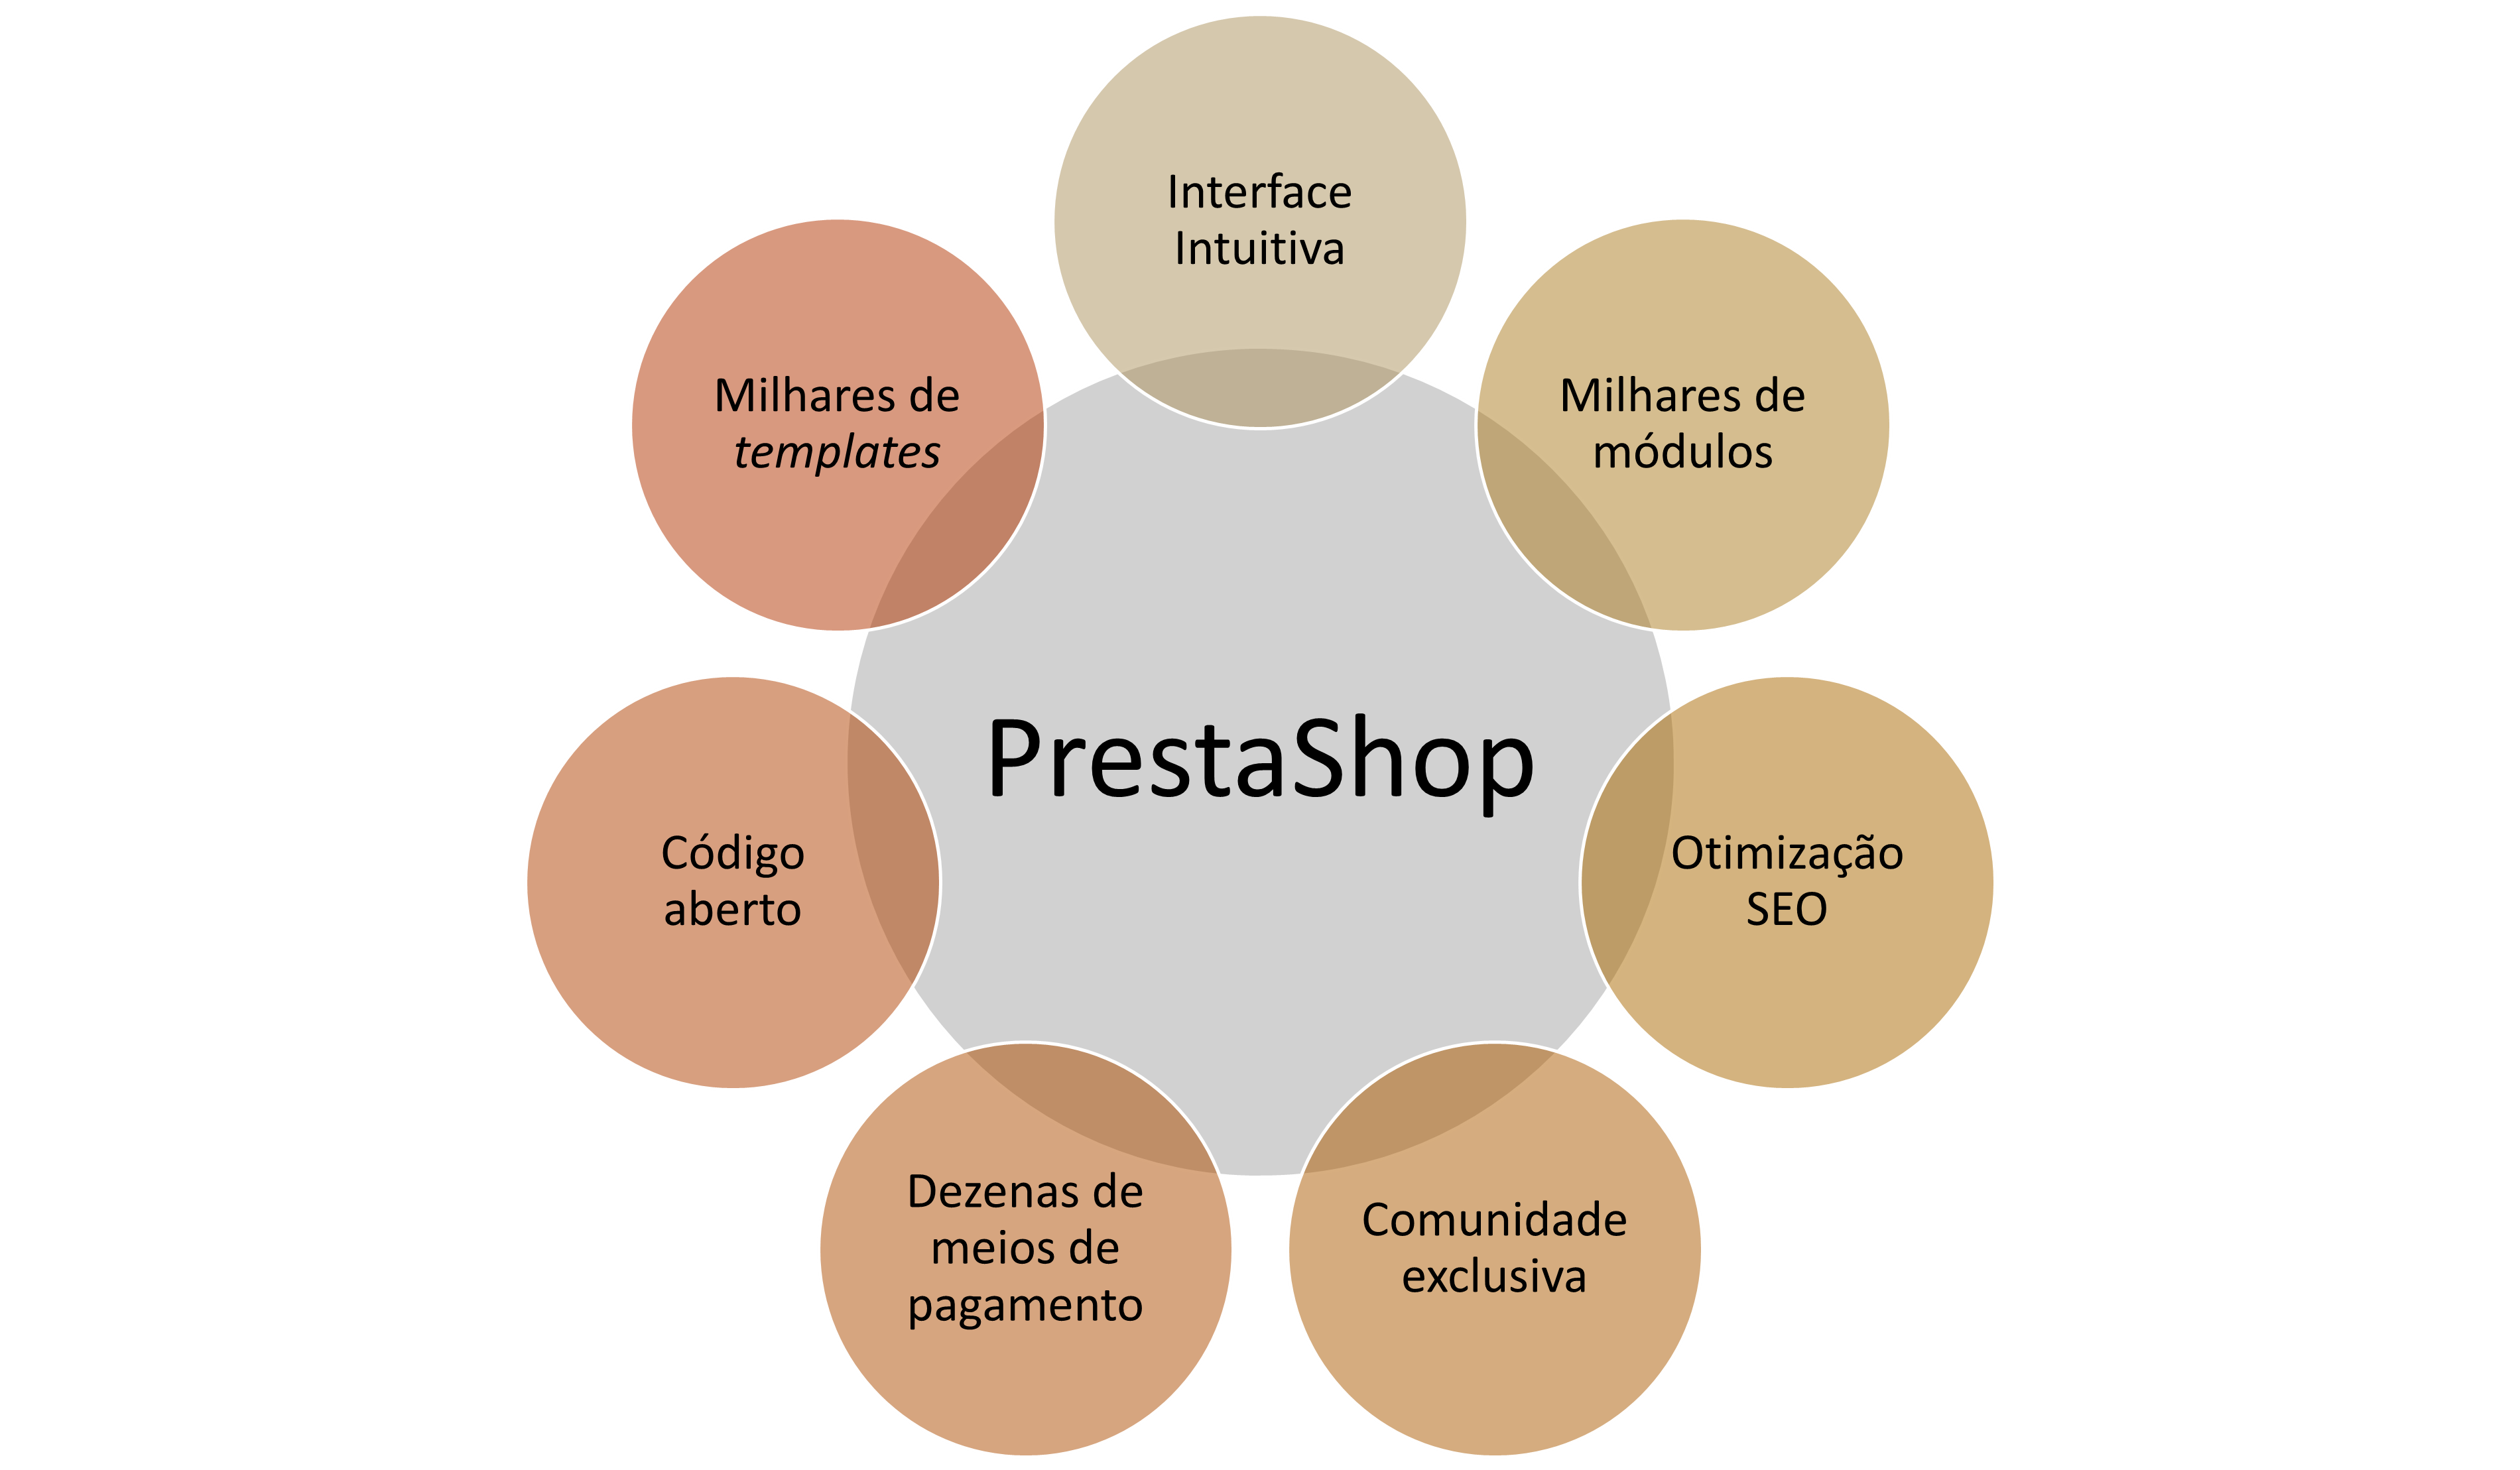 Interface
Intuitiva
Milhares de
módulos
Otimização
SEO
Comunidade
exclusiva
Dezenas de
meios de
pagamento
Código
aberto
Milhares de
templates
PrestaShop